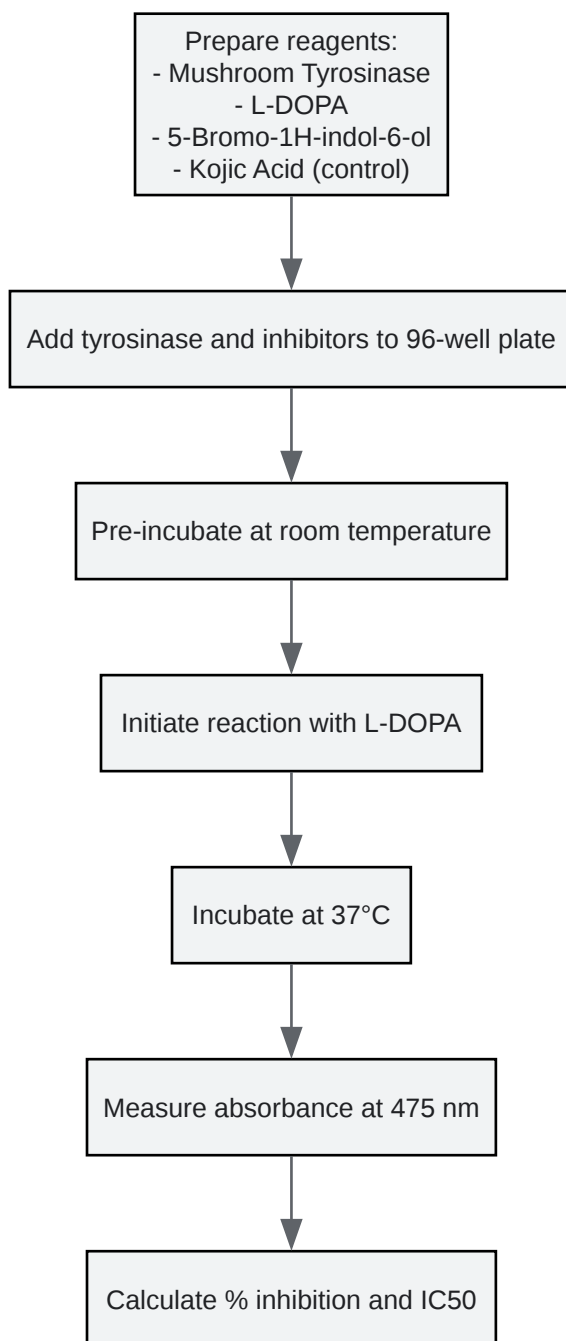 Prepare reagents:
- Mushroom Tyrosinase
- L-DOPA
- 5-Bromo-1H-indol-6-ol
- Kojic Acid (control)
Add tyrosinase and inhibitors to 96-well plate
Pre-incubate at room temperature
Initiate reaction with L-DOPA
Incubate at 37°C
Measure absorbance at 475 nm
Calculate % inhibition and IC50